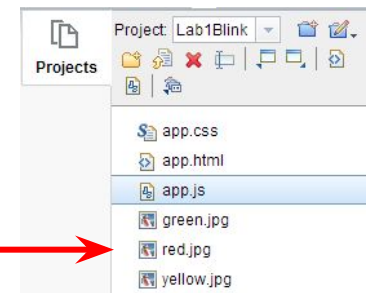 Project: Lab1Blink
Projects
app.css
app.html
app.js
green.jpg
red.jpg
yellow.jpg